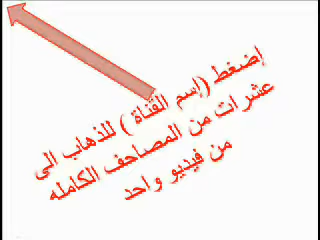 إضغط (إسم القناة ) للذهاب الى
عشرات من المصاحف الكامله
من فيديو واحد